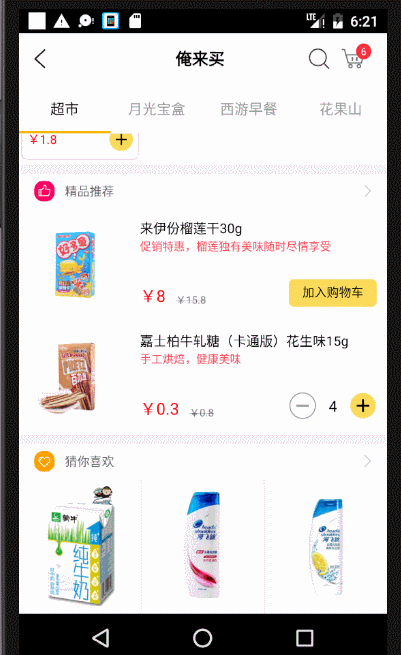 LTE 6:21
俺来买
6
超市 月光宝盒 西游早餐 花果山
￥1.8
精品推荐
来伊份榴莲干30g
促销特惠，榴莲独有美味随时尽情享受
￥8 ￥15.8
加入购物车
嘉士柏牛轧糖（卡通版）花生味15g
手工烘焙，健康美味
￥0.3 ￥0.8
4
猜你喜欢
蒙牛
纯牛奶